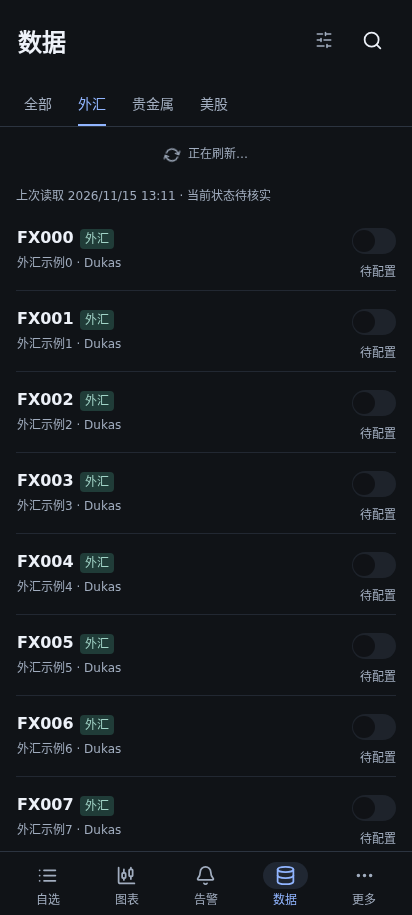 数据
全部 外汇 贵金属 美股
正在刷新…
上次读取 2026/11/15 13:11 · 当前状态待核实
FX000 外汇
外汇示例0 · Dukas
待配置
FX001 外汇
外汇示例1 · Dukas
待配置
FX002 外汇
外汇示例2 · Dukas
待配置
FX003 外汇
外汇示例3 · Dukas
待配置
FX004 外汇
外汇示例4 · Dukas
待配置
FX005 外汇
外汇示例5 · Dukas
待配置
FX006 外汇
外汇示例6 · Dukas
待配置
FX007 外汇
外汇示例7 · Dukas
待配置
自选 图表 告警 数据 更多